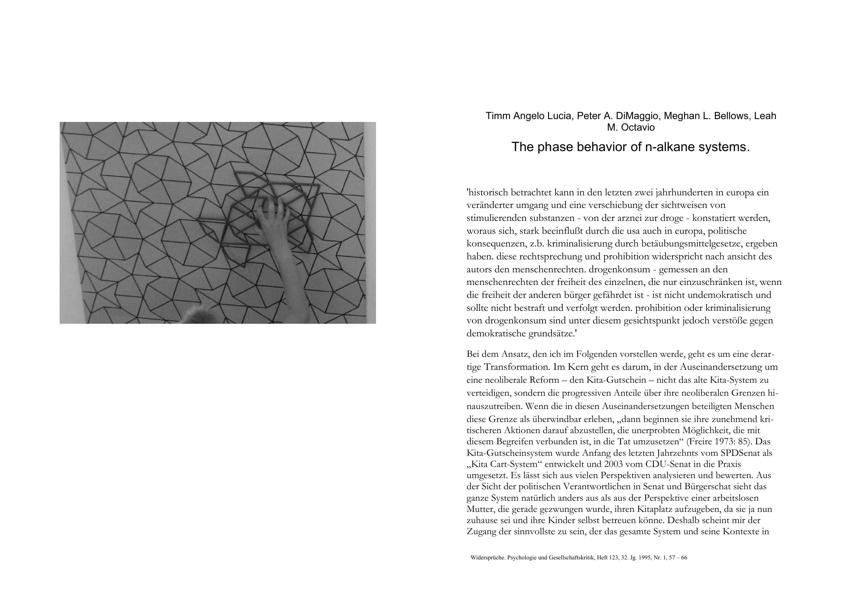 Timm Angelo Lucia, Peter A. DiMaggio, Meghan L. Bellows, Leah
M. Octavio
The phase behavior of n-alkane systems.
'historisch betrachtet kann in den letzten zwei jahrhunderten in europa ein
veränderter umgang und eine verschiebung der sichtweisen von
stimulierenden substanzen - von der arznei zur droge - konstatiert werden,
woraus sich, stark beeinflußt durch die usa auch in europa, politische
konsequenzen, z.b. kriminalisierung durch betäubungsmittelgesetze, ergeben
haben. diese rechtsprechung und prohibition widerspricht nach ansicht des
autors den menschenrechten. drogenkonsum - gemessen an den
menschenrechten der freiheit des einzelnen, die nur einzuschränken ist, wenn
die freiheit der anderen bürger gefährdet ist - ist nicht undemokratisch und
sollte nicht bestraft und verfolgt werden. prohibition oder kriminalisierung
von drogenkonsum sind unter diesem gesichtspunkt jedoch verstöße gegen
demokratische grundsätze.'
Bei dem Ansatz, den ich im Folgenden vorstellen werde, geht es um eine derar-
tige Transformation. Im Kern geht es darum, in der Auseinandersetzung um
eine neoliberale Reform – den Kita-Gutschein – nicht das alte Kita-System zu
verteidigen, sondern die progressiven Anteile über ihre neoliberalen Grenzen hi-
nauszutreiben. Wenn die in diesen Auseinandersetzungen beteiligten Menschen
diese Grenze als überwindbar erleben, „dann beginnen sie ihre zunehmend kri-
tischeren Aktionen darauf abzustellen, die unerprobten Möglichkeit, die mit
diesem Begreifen verbunden ist, in die Tat umzusetzen“ (Freire 1973: 85). Das
Kita-Gutscheinsystem wurde Anfang des letzten Jahrzehnts vom SPDSenat als
„Kita Cart-System“ entwickelt und 2003 vom CDU-Senat in die Praxis
umgesetzt. Es lässt sich aus vielen Perspektiven analysieren und bewerten. Aus
der Sicht der politischen Verantwortlichen in Senat und Bürgerschat sieht das
ganze System natürlich anders aus als aus der Perspektive einer arbeitslosen
Mutter, die gerade gezwungen wurde, ihren Kitaplatz aufzugeben, da sie ja nun
zuhause sei und ihre Kinder selbst betreuen könne. Deshalb scheint mir der
Zugang der sinnvollste zu sein, der das gesamte System und seine Kontexte in
Widersprüche. Psychologie und Gesellschaftskritik, Heft 123, 32. Jg. 1995, Nr. 1, 57 – 66